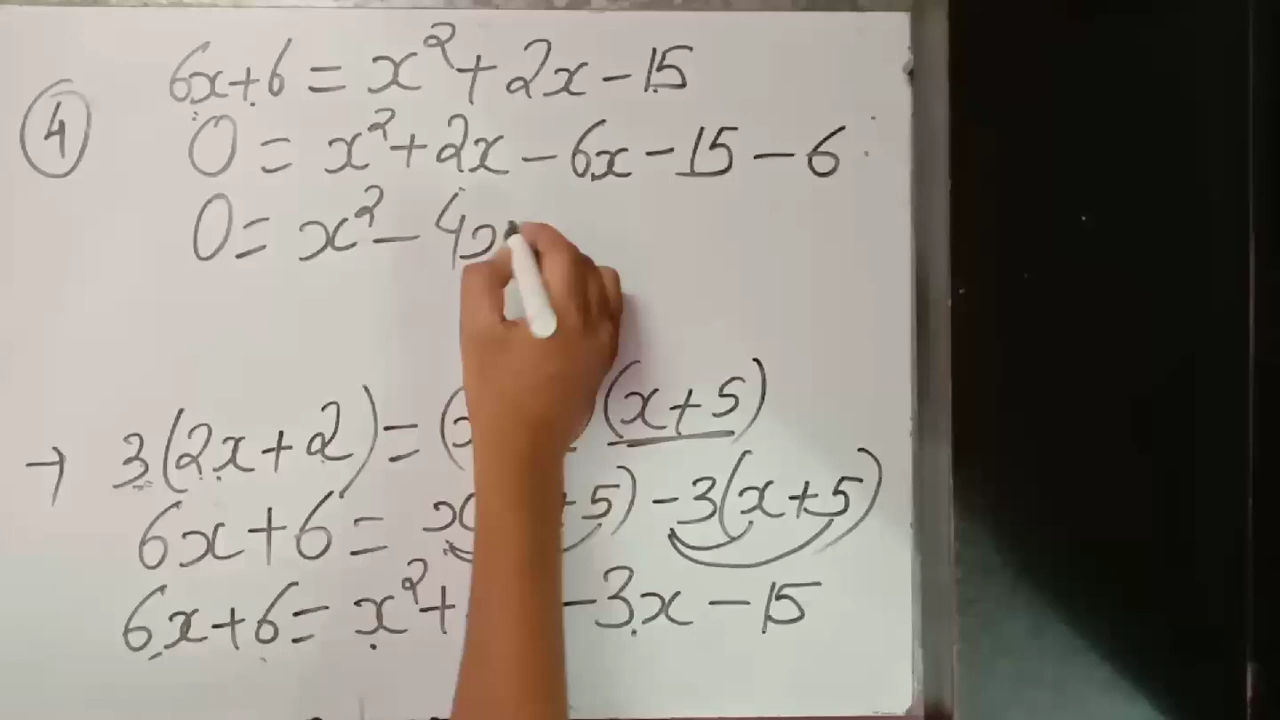 ④ 6x+6 = x²+2x-15
0 = x²+2x-6x-15-6
0 = x²-4x
→ 3(2x+2) = (x (x+5)
6x+6 = x( +5) -3(x+5)
6x+6 = x²+ -3x-15